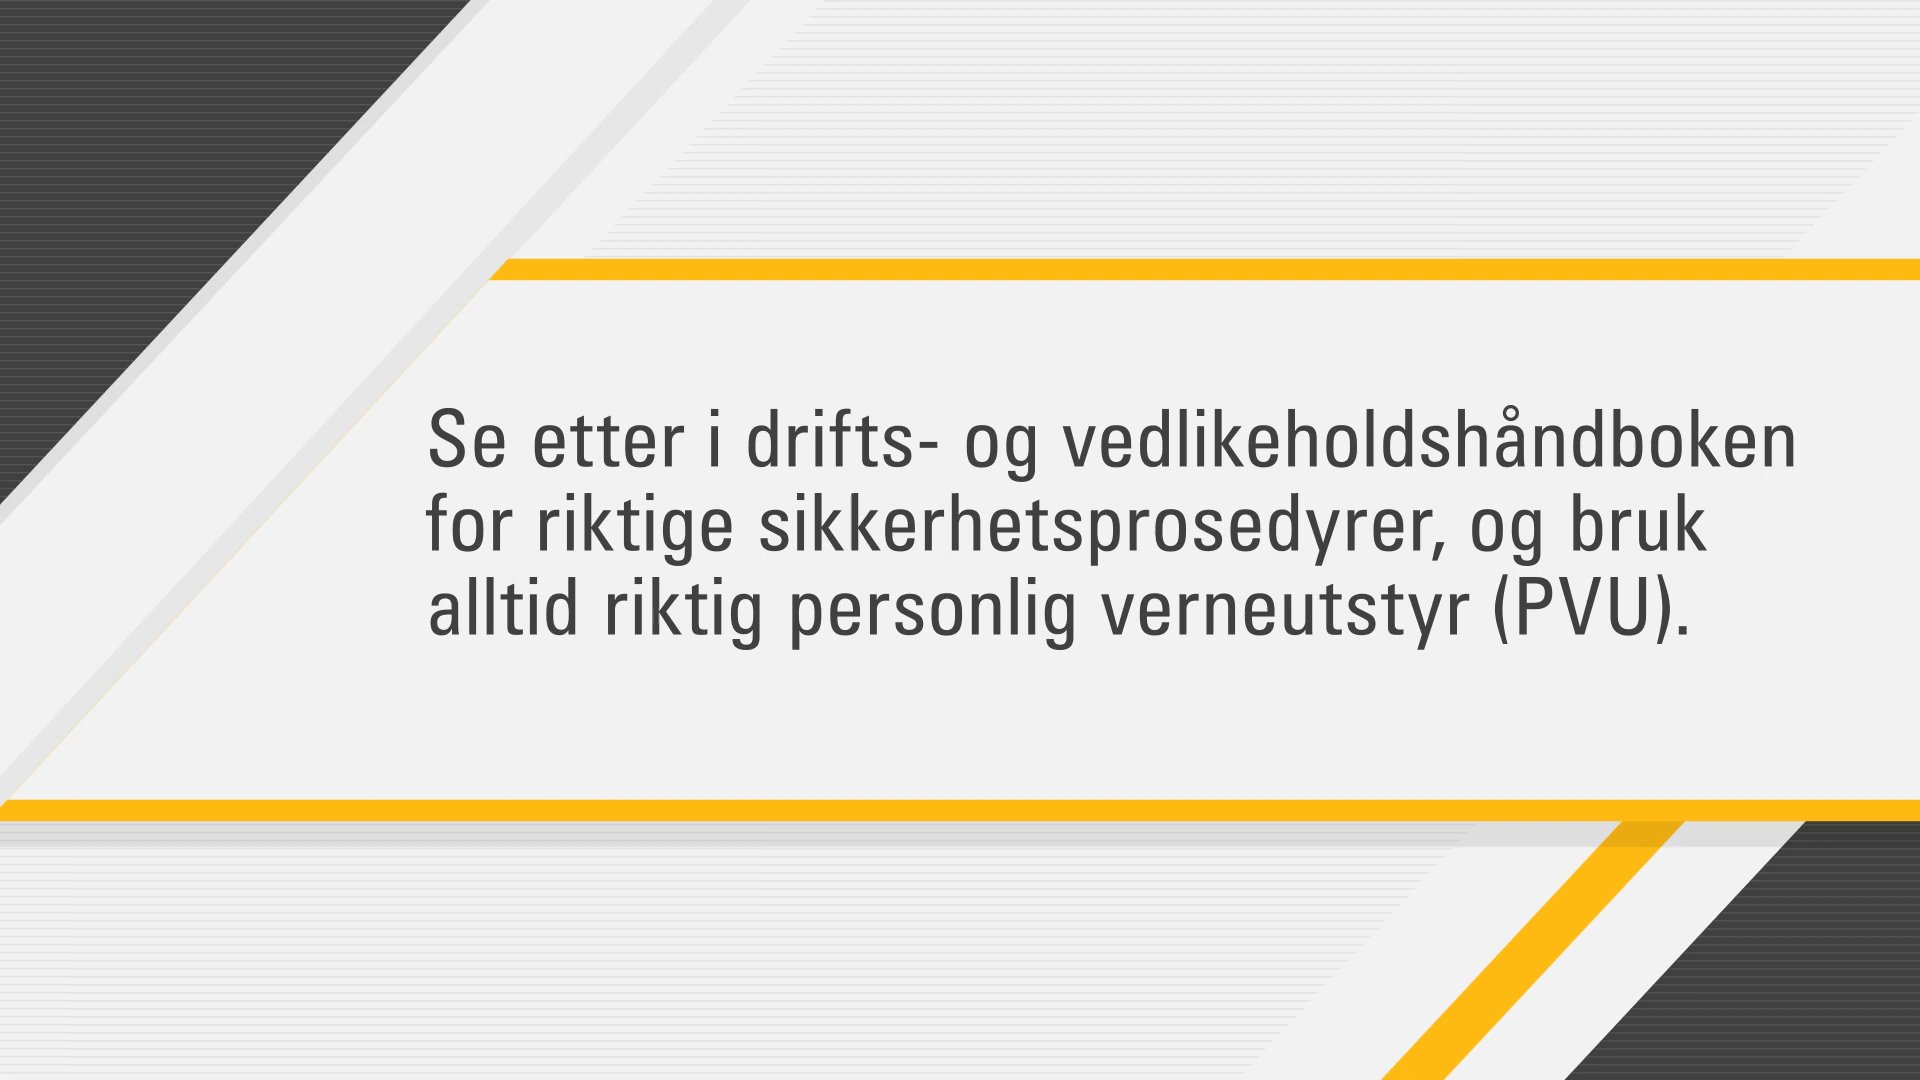 Se etter i drifts- og vedlikeholdshåndboken
for riktige sikkerhetsprosedyrer, og bruk
alltid riktig personlig verneutstyr (PVU).